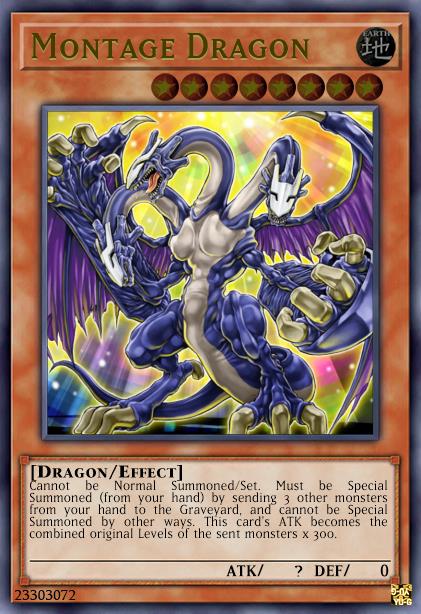 Montage Dragon
EARTH
地
[Dragon/Effect]
Cannot be Normal Summoned/Set. Must be Special
Summoned (from your hand) by sending 3 other monsters
from your hand to the Graveyard, and cannot be Special
Summoned by other ways. This card's ATK becomes the
combined original Levels of the sent monsters x 300.
ATK/ ? DEF/ 0
23303072